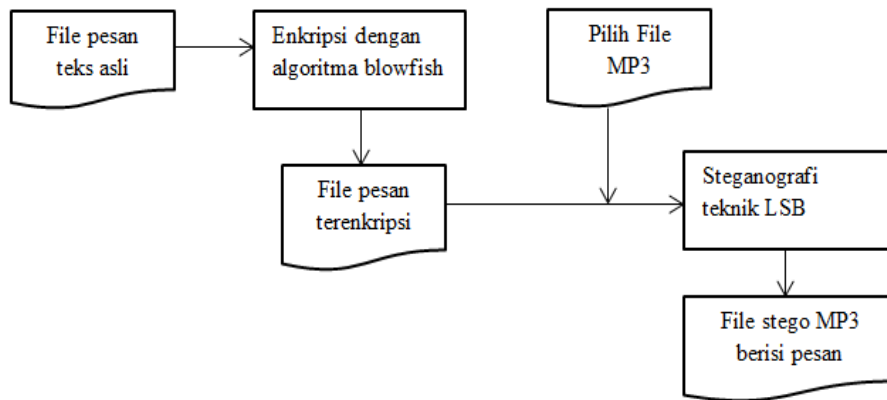 File pesan
teks asli
Enkripsi dengan
algoritma blowfish
Pilih File
MP3
File pesan
terenkripsi
Steganografi
teknik LSB
File stego MP3
berisi pesan